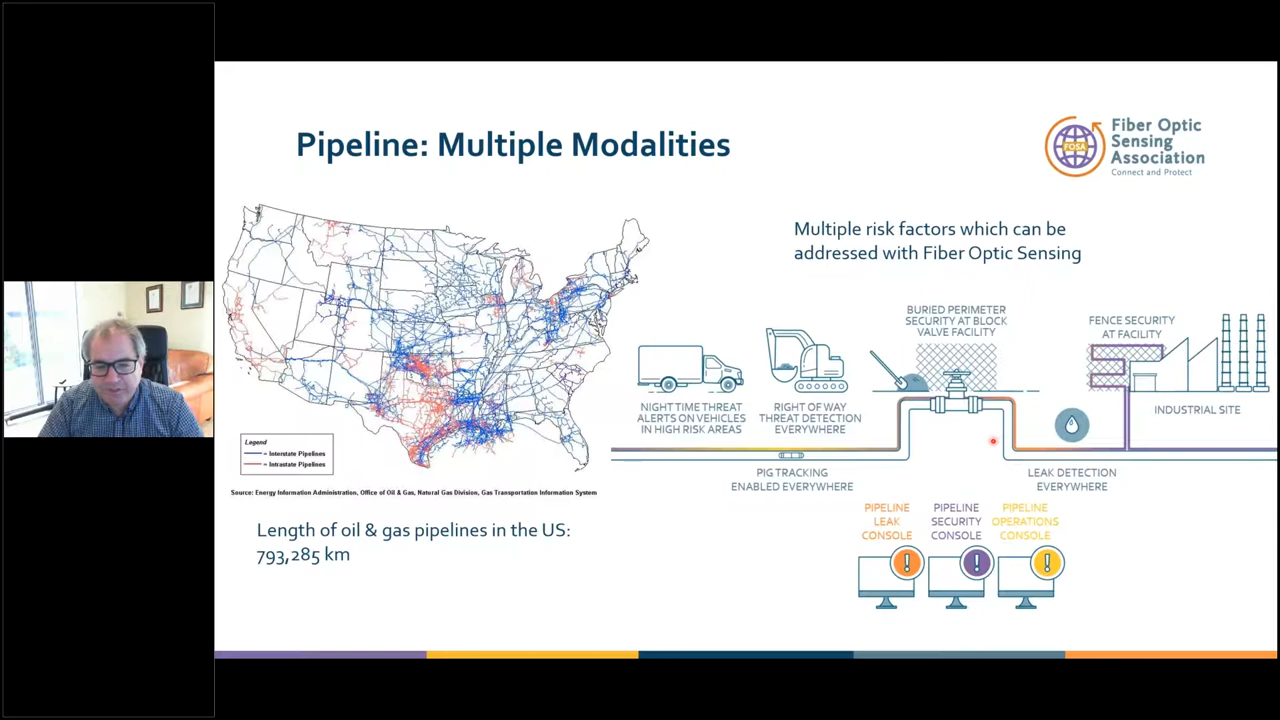 Pipeline: Multiple Modalities
FOSA
Fiber Optic
Sensing
Association
Connect and Protect
Multiple risk factors which can be
addressed with Fiber Optic Sensing
Legend
= Interstate Pipelines
= Intrastate Pipelines
Source: Energy Information Administration, Office of Oil & Gas, Natural Gas Division, Gas Transportation Information System
Length of oil & gas pipelines in the US:
793,285 km
BURIED PERIMETER
SECURITY AT BLOCK
VALVE FACILITY
FENCE SECURITY
AT FACILITY
NIGHT TIME THREAT
ALERTS ON VEHICLES
IN HIGH RISK AREAS
RIGHT OF WAY
THREAT DETECTION
EVERYWHERE
INDUSTRIAL SITE
PIG TRACKING
ENABLED EVERYWHERE
LEAK DETECTION
EVERYWHERE
PIPELINE
LEAK
CONSOLE
PIPELINE
SECURITY
CONSOLE
PIPELINE
OPERATIONS
CONSOLE